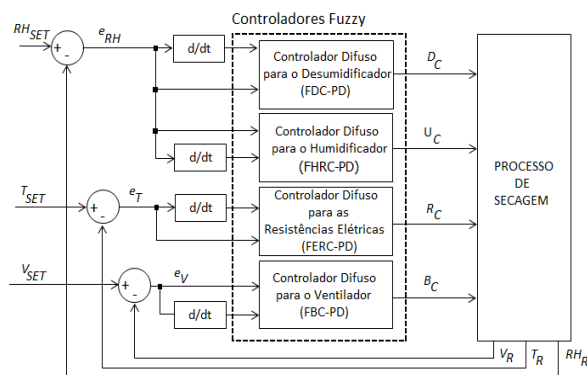 Controladores Fuzzy
RH_SET
+
-
e_RH
d/dt
Controlador Difuso
para o Desumidificador
(FDC-PD)
D_C
Controlador Difuso
para o Humidificador
(FHRC-PD)
d/dt
U_C
PROCESSO
DE
SECAGEM
T_SET
+
-
e_T
d/dt
Controlador Difuso
para as
Resistências Elétricas
(FERC-PD)
R_C
V_SET
+
-
e_V
d/dt
Controlador Difuso
para o Ventilador
(FBC-PD)
B_C
V_R
T_R
RH_R